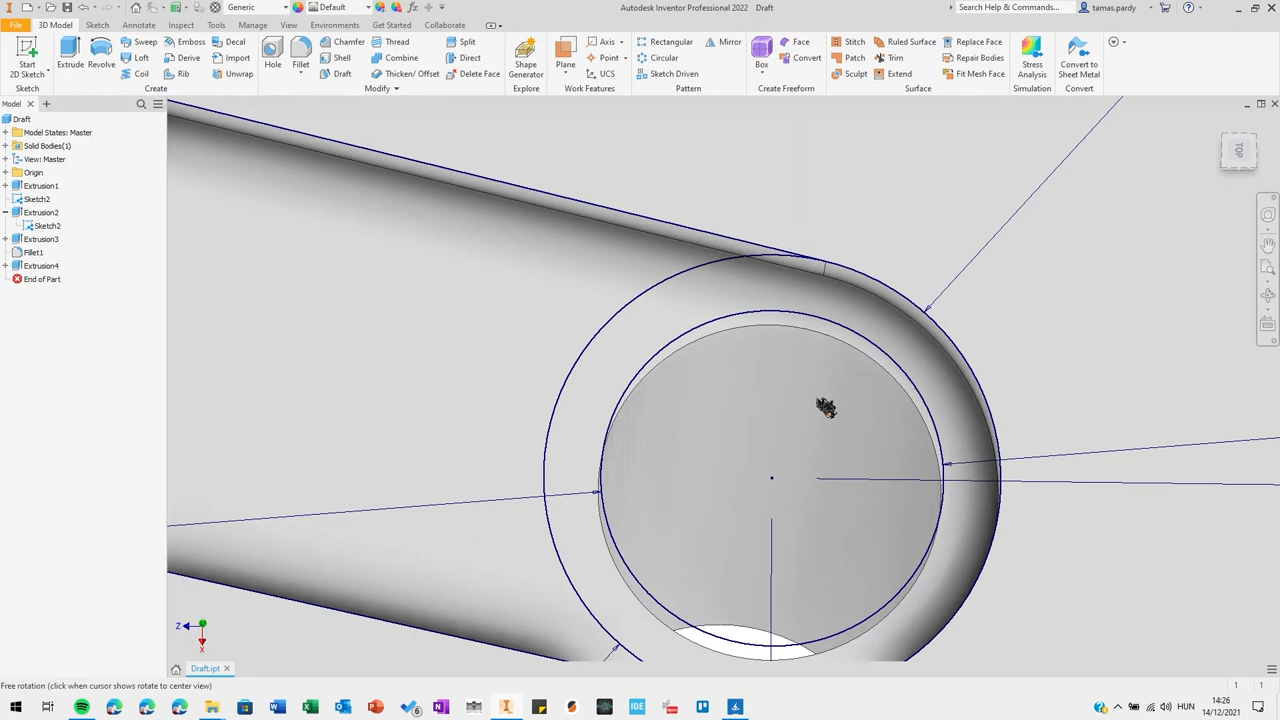 Generic
Default
Autodesk Inventor Professional 2022 Draft
Search Help & Commands...
tamas.pardy
File 3D Model Sketch Annotate Inspect Tools Manage View Environments Get Started Collaborate
Start
2D Sketch
Extrude
Revolve
Sweep
Loft
Coil
Emboss
Derive
Rib
Decal
Import
Unwrap
Hole
Fillet
Chamfer
Shell
Draft
Thread
Combine
Thicken/ Offset
Split
Direct
Delete Face
Shape
Generator
Plane
Axis
Point
UCS
Rectangular
Circular
Sketch Driven
Mirror
Box
Face
Convert
Stitch
Patch
Sculpt
Ruled Surface
Trim
Extend
Replace Face
Repair Bodies
Fit Mesh Face
Stress
Analysis
Convert to
Sheet Metal
Sketch Create Modify Explore Work Features Pattern Create Freeform Surface Simulation Convert
Model
Draft
Model States: Master
Solid Bodies(1)
View: Master
Origin
Extrusion1
Sketch2
Extrusion2
Sketch2
Extrusion3
Fillet1
Extrusion4
End of Part
TOP
Z
X
Draft.ipt
Free rotation (click when cursor shows rotate to center view)
1 1
IDE
HUN
14:26
14/12/2021